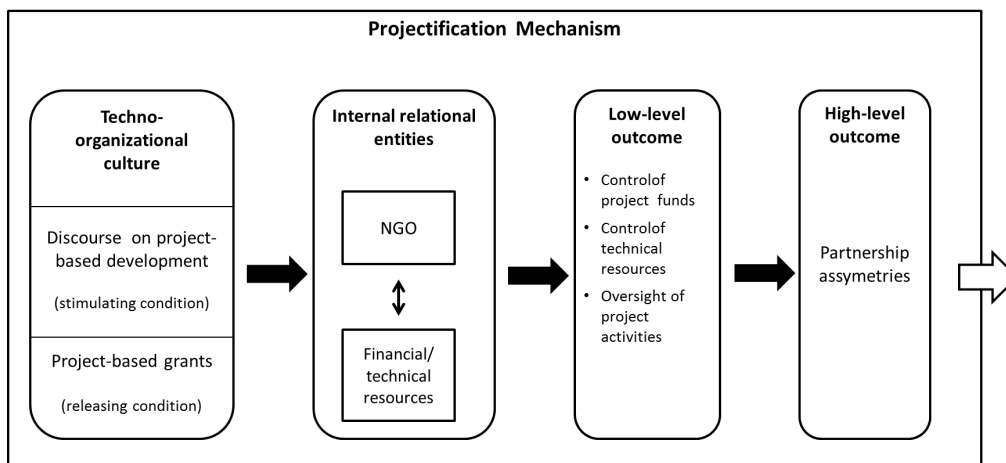 Projectification Mechanism
Techno-
organizational
culture
Discourse on project-
based development
(stimulating condition)
Project-based grants
(releasing condition)
Internal relational
entities
NGO
Financial/
technical
resources
Low-level
outcome
• Controlof
project funds
• Controlof
technical
resources
• Oversight of
project
activities
High-level
outcome
Partnership
assymetries